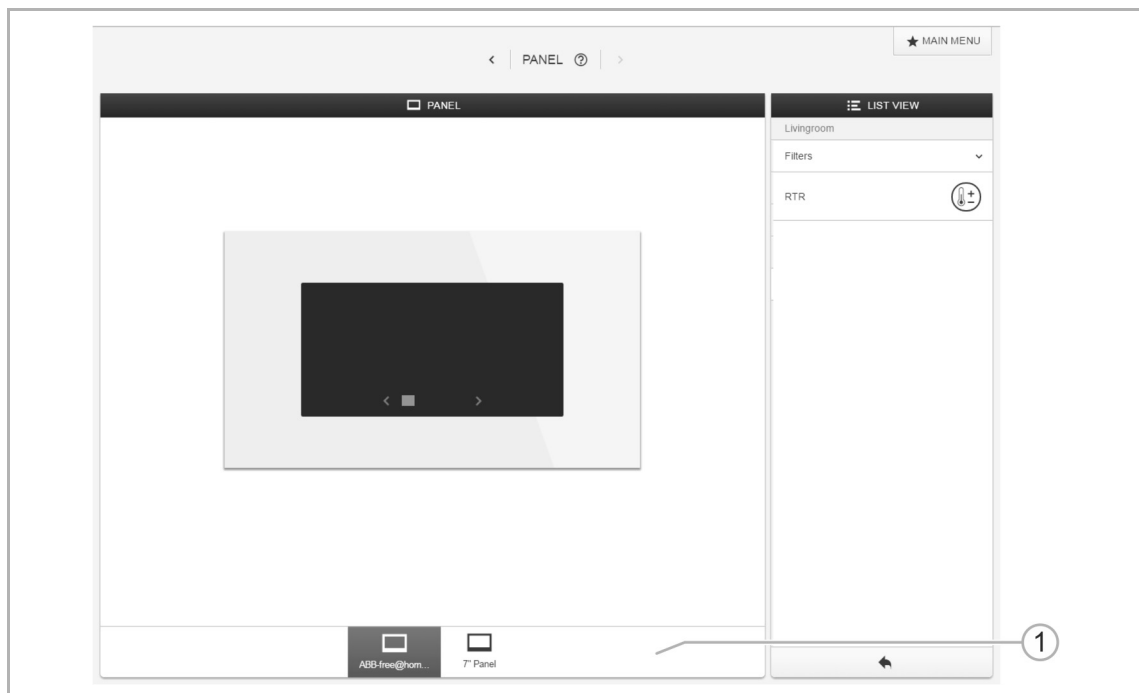 ★ MAIN MENU
PANEL
PANEL
LIST VIEW
Livingroom
Filters
RTR
ABB-free@hom...
7" Panel
1